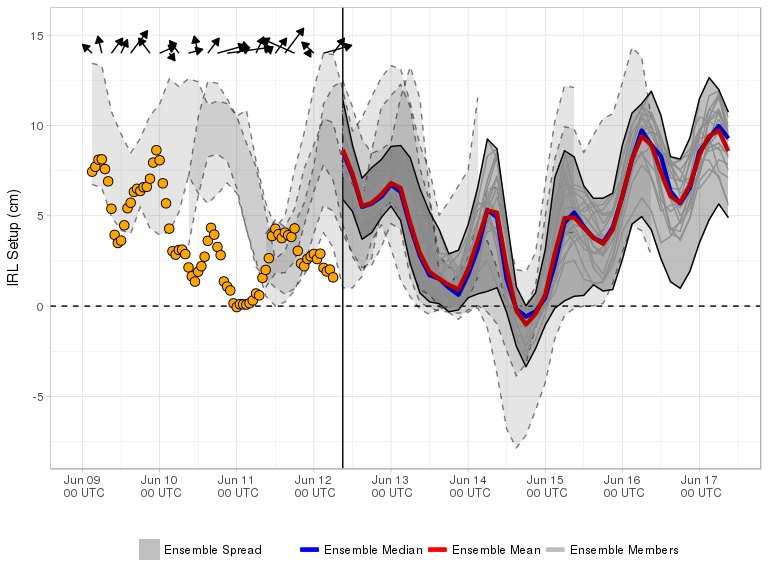 IRL Setup (cm)
15
10
5
0
-5
Jun 09 Jun 10 Jun 11 Jun 12 Jun 13 Jun 14 Jun 15 Jun 16 Jun 17
00 UTC 00 UTC 00 UTC 00 UTC 00 UTC 00 UTC 00 UTC 00 UTC 00 UTC
Ensemble Spread Ensemble Median Ensemble Mean Ensemble Members